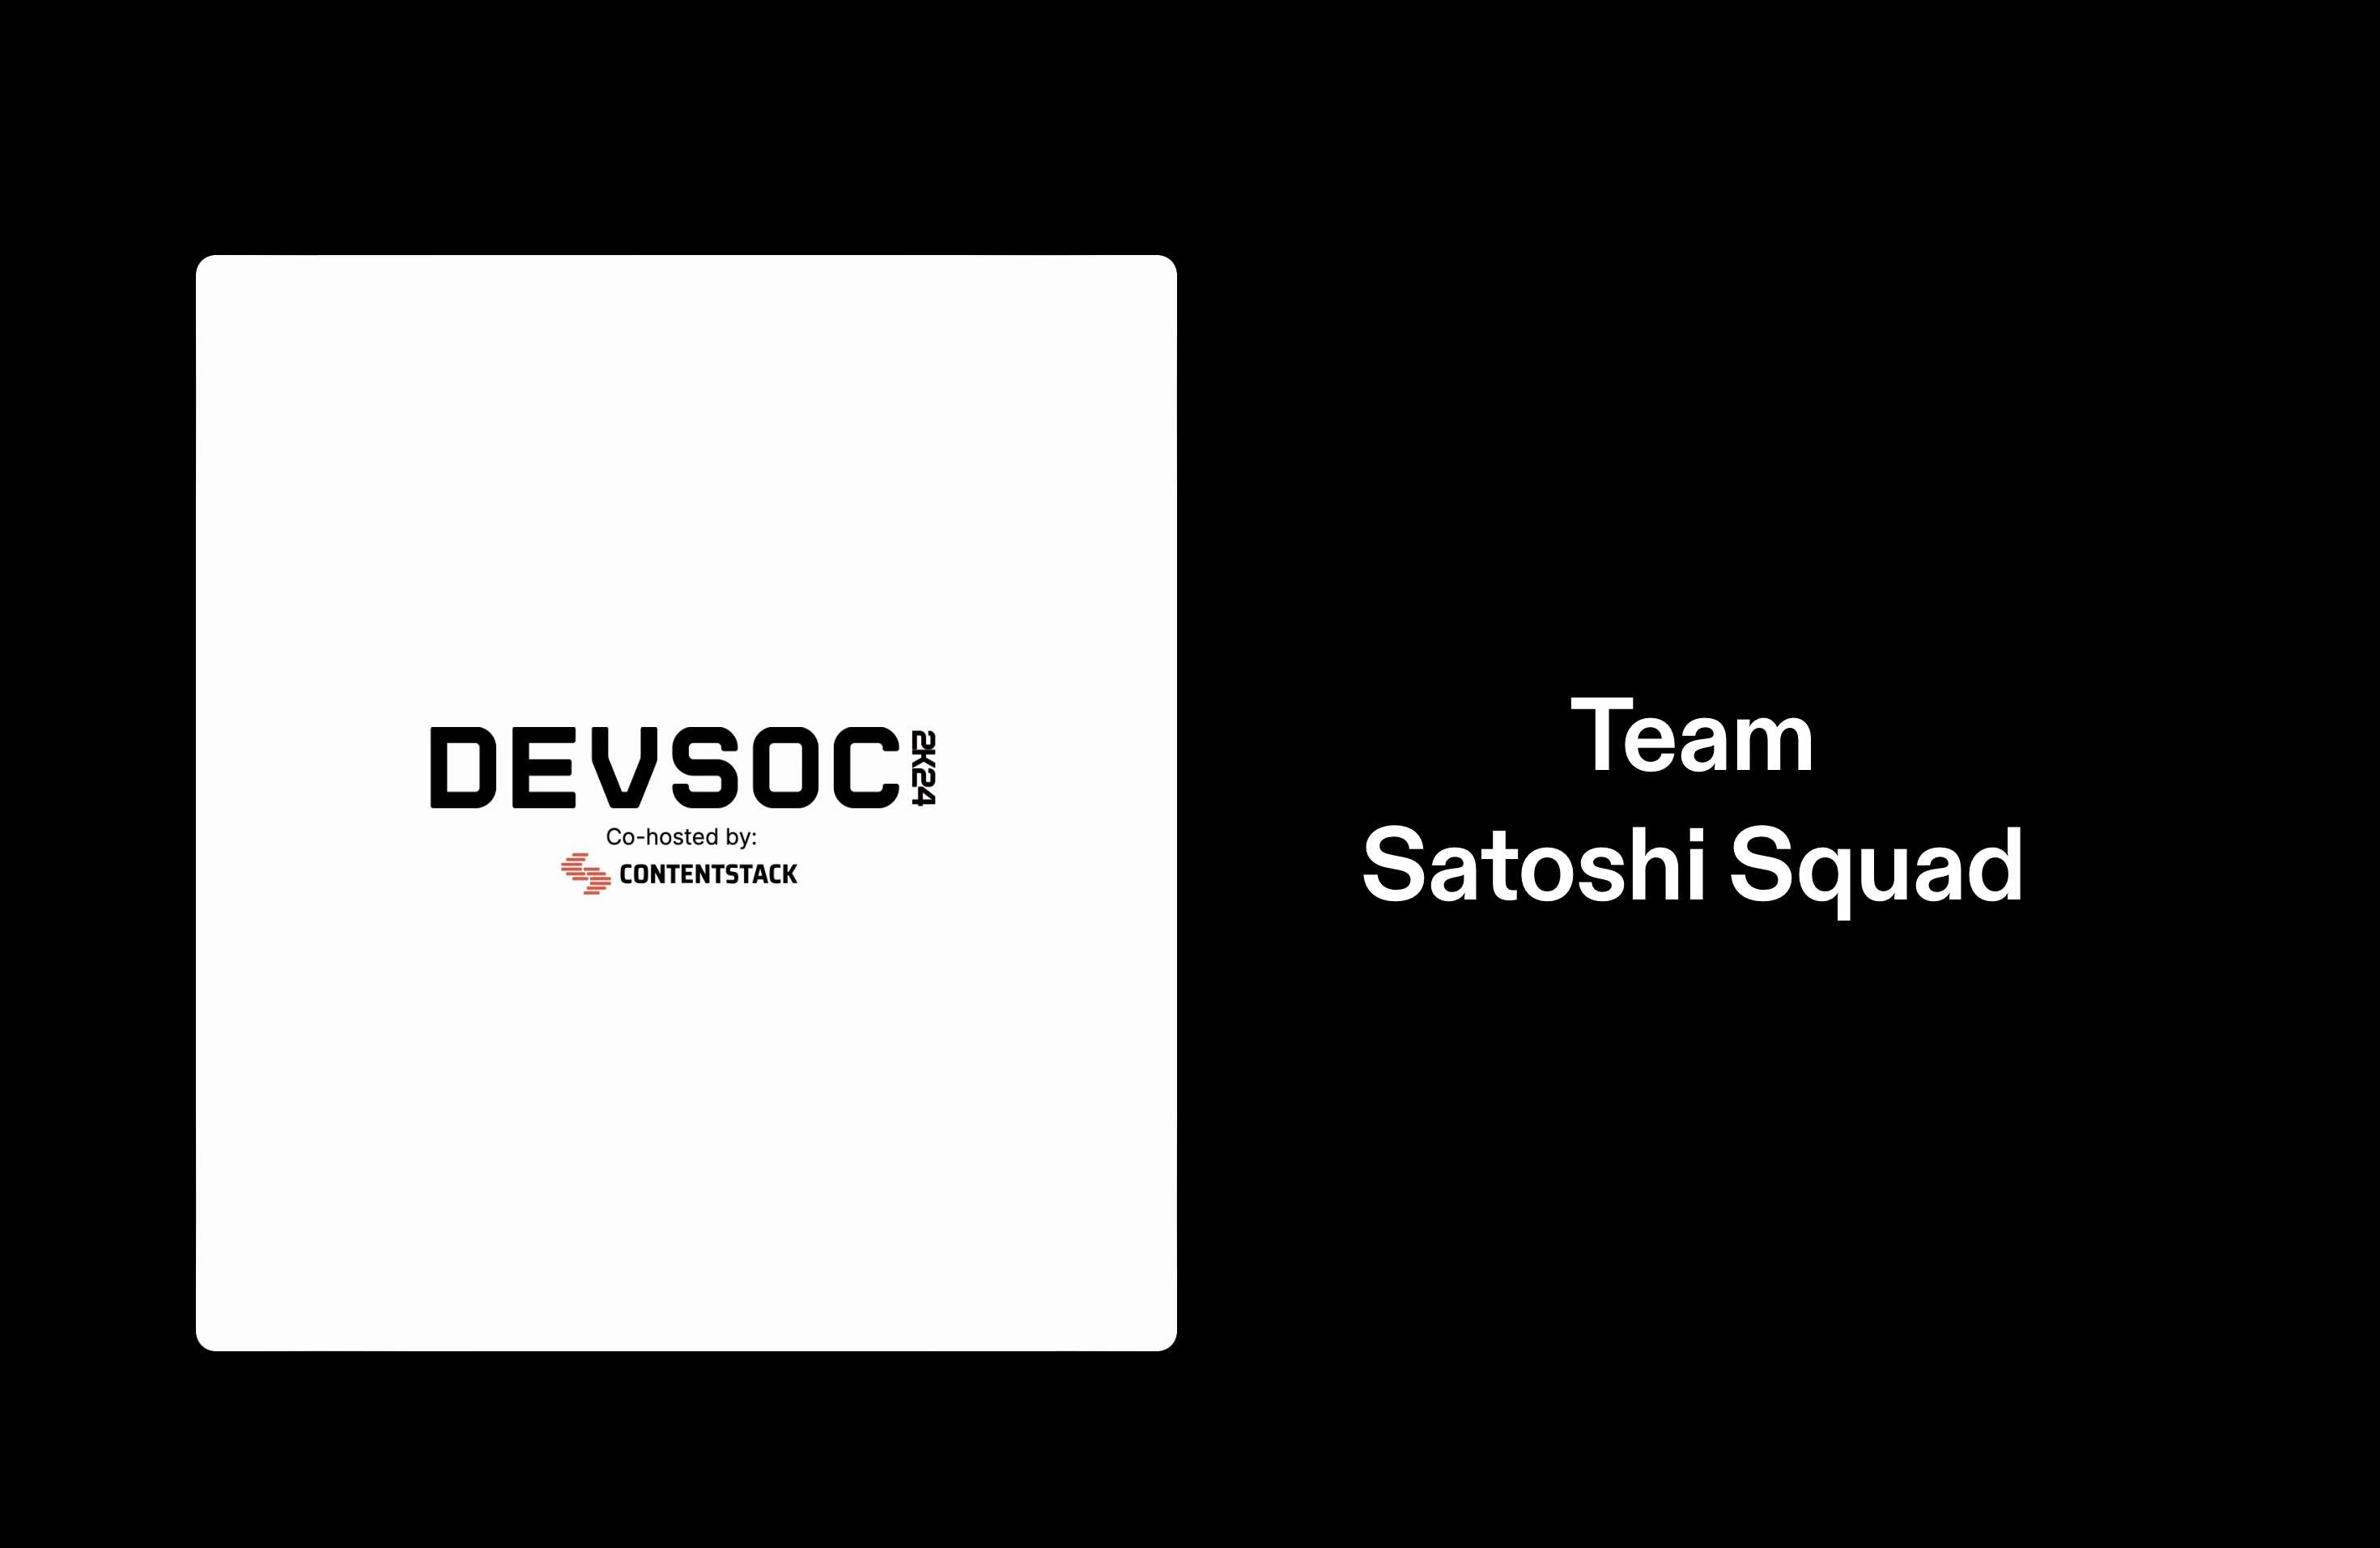 DEVSOC
2K24
Co-hosted by:
CONTENTSTACK
Team
Satoshi Squad